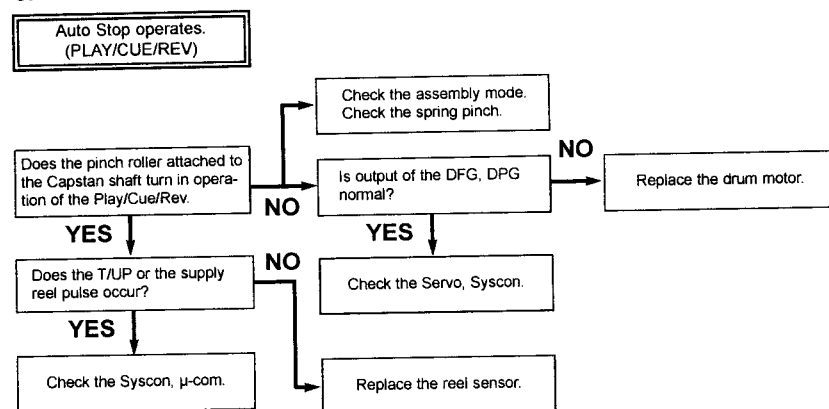 Auto Stop operates.
(PLAY/CUE/REV)
Check the assembly mode.
Check the spring pinch.
Does the pinch roller attached to
the Capstan shaft turn in opera-
tion of the Play/Cue/Rev.
NO
Is output of the DFG, DPG
normal?
NO
Replace the drum motor.
YES
YES
Does the T/UP or the supply
reel pulse occur?
NO
Check the Servo, Syscon.
YES
Check the Syscon, µ-com.
Replace the reel sensor.